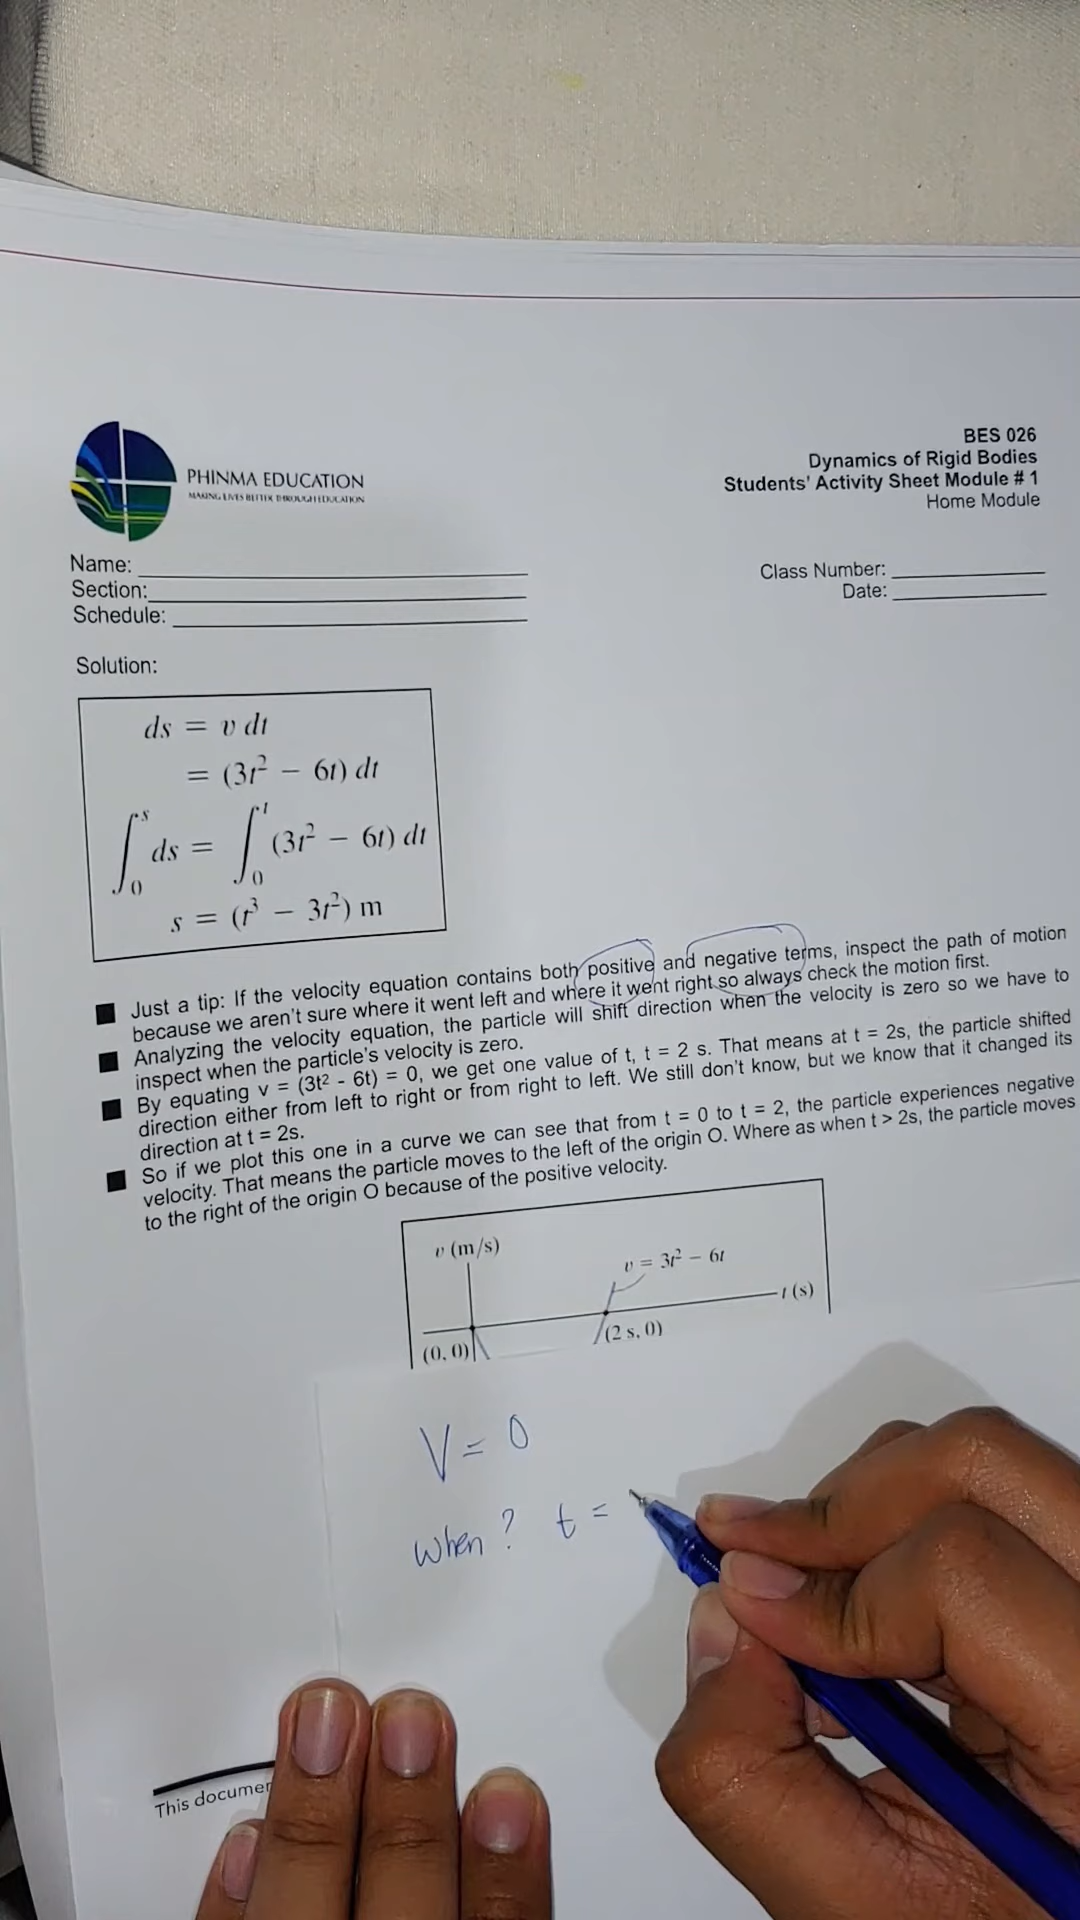 PHINMA EDUCATION
MAKING LIVES BETTER THROUGH EDUCATION
BES 026
Dynamics of Rigid Bodies
Students' Activity Sheet Module # 1
Home Module
Name:
Section:
Schedule:
Class Number:
Date:
Solution:
ds = v dt
= (3t² − 6t) dt
∫₀ˢ ds = ∫₀ᵗ (3t² − 6t) dt
s = (t³ − 3t²) m
■ Just a tip: If the velocity equation contains both positive and negative terms, inspect the path of motion
because we aren't sure where it went left and where it went right so always check the motion first.
■ Analyzing the velocity equation, the particle will shift direction when the velocity is zero so we have to
inspect when the particle's velocity is zero.
■ By equating v = (3t² - 6t) = 0, we get one value of t, t = 2 s. That means at t = 2s, the particle shifted
direction either from left to right or from right to left. We still don't know, but we know that it changed its
direction at t = 2s.
■ So if we plot this one in a curve we can see that from t = 0 to t = 2, the particle experiences negative
velocity. That means the particle moves to the left of the origin O. Where as when t > 2s, the particle moves
to the right of the origin O because of the positive velocity.
v (m/s)
v = 3t² − 6t
t (s)
(0, 0)
(2 s, 0)
V = 0
when ? t =
This